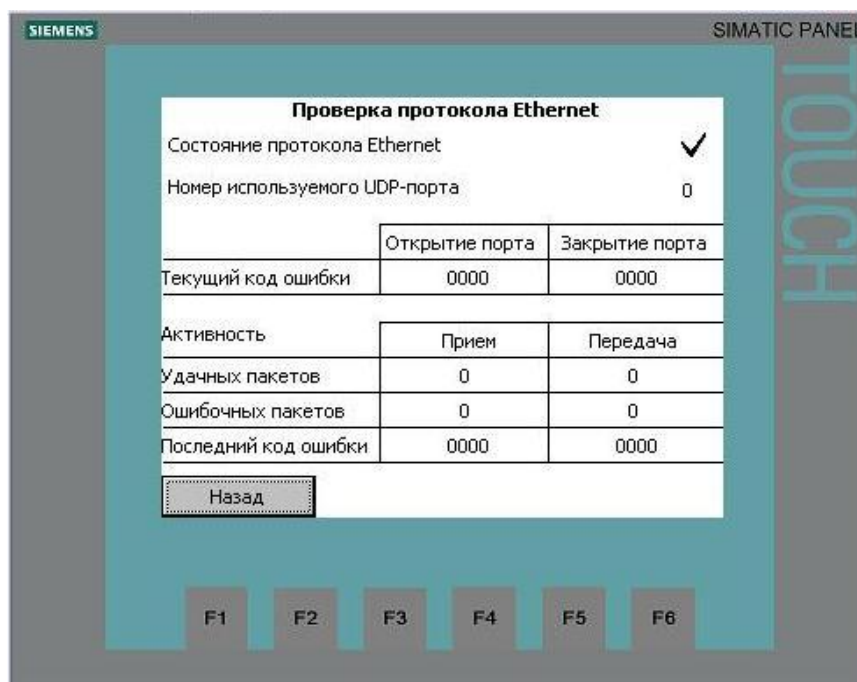 SIEMENS
SIMATIC PANEL
TOUCH
Проверка протокола Ethernet
Состояние протокола Ethernet
Номер используемого UDP-порта 0
Открытие порта Закрытие порта
Текущий код ошибки 0000 0000
Активность Прием Передача
Удачных пакетов 0 0
Ошибочных пакетов 0 0
Последний код ошибки 0000 0000
Назад
F1 F2 F3 F4 F5 F6